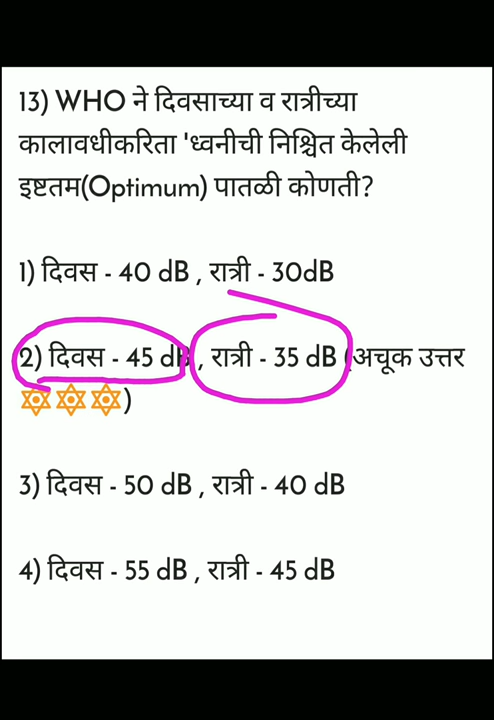 13) WHO ने दिवसाच्या व रात्रीच्या
कालावधीकरिता 'ध्वनीची निश्चित केलेली
इष्टतम(Optimum) पातळी कोणती?
1) दिवस - 40 dB , रात्री - 30dB
2) दिवस - 45 dB , रात्री - 35 dB (अचूक उत्तर
🔯🔯🔯)
3) दिवस - 50 dB , रात्री - 40 dB
4) दिवस - 55 dB , रात्री - 45 dB